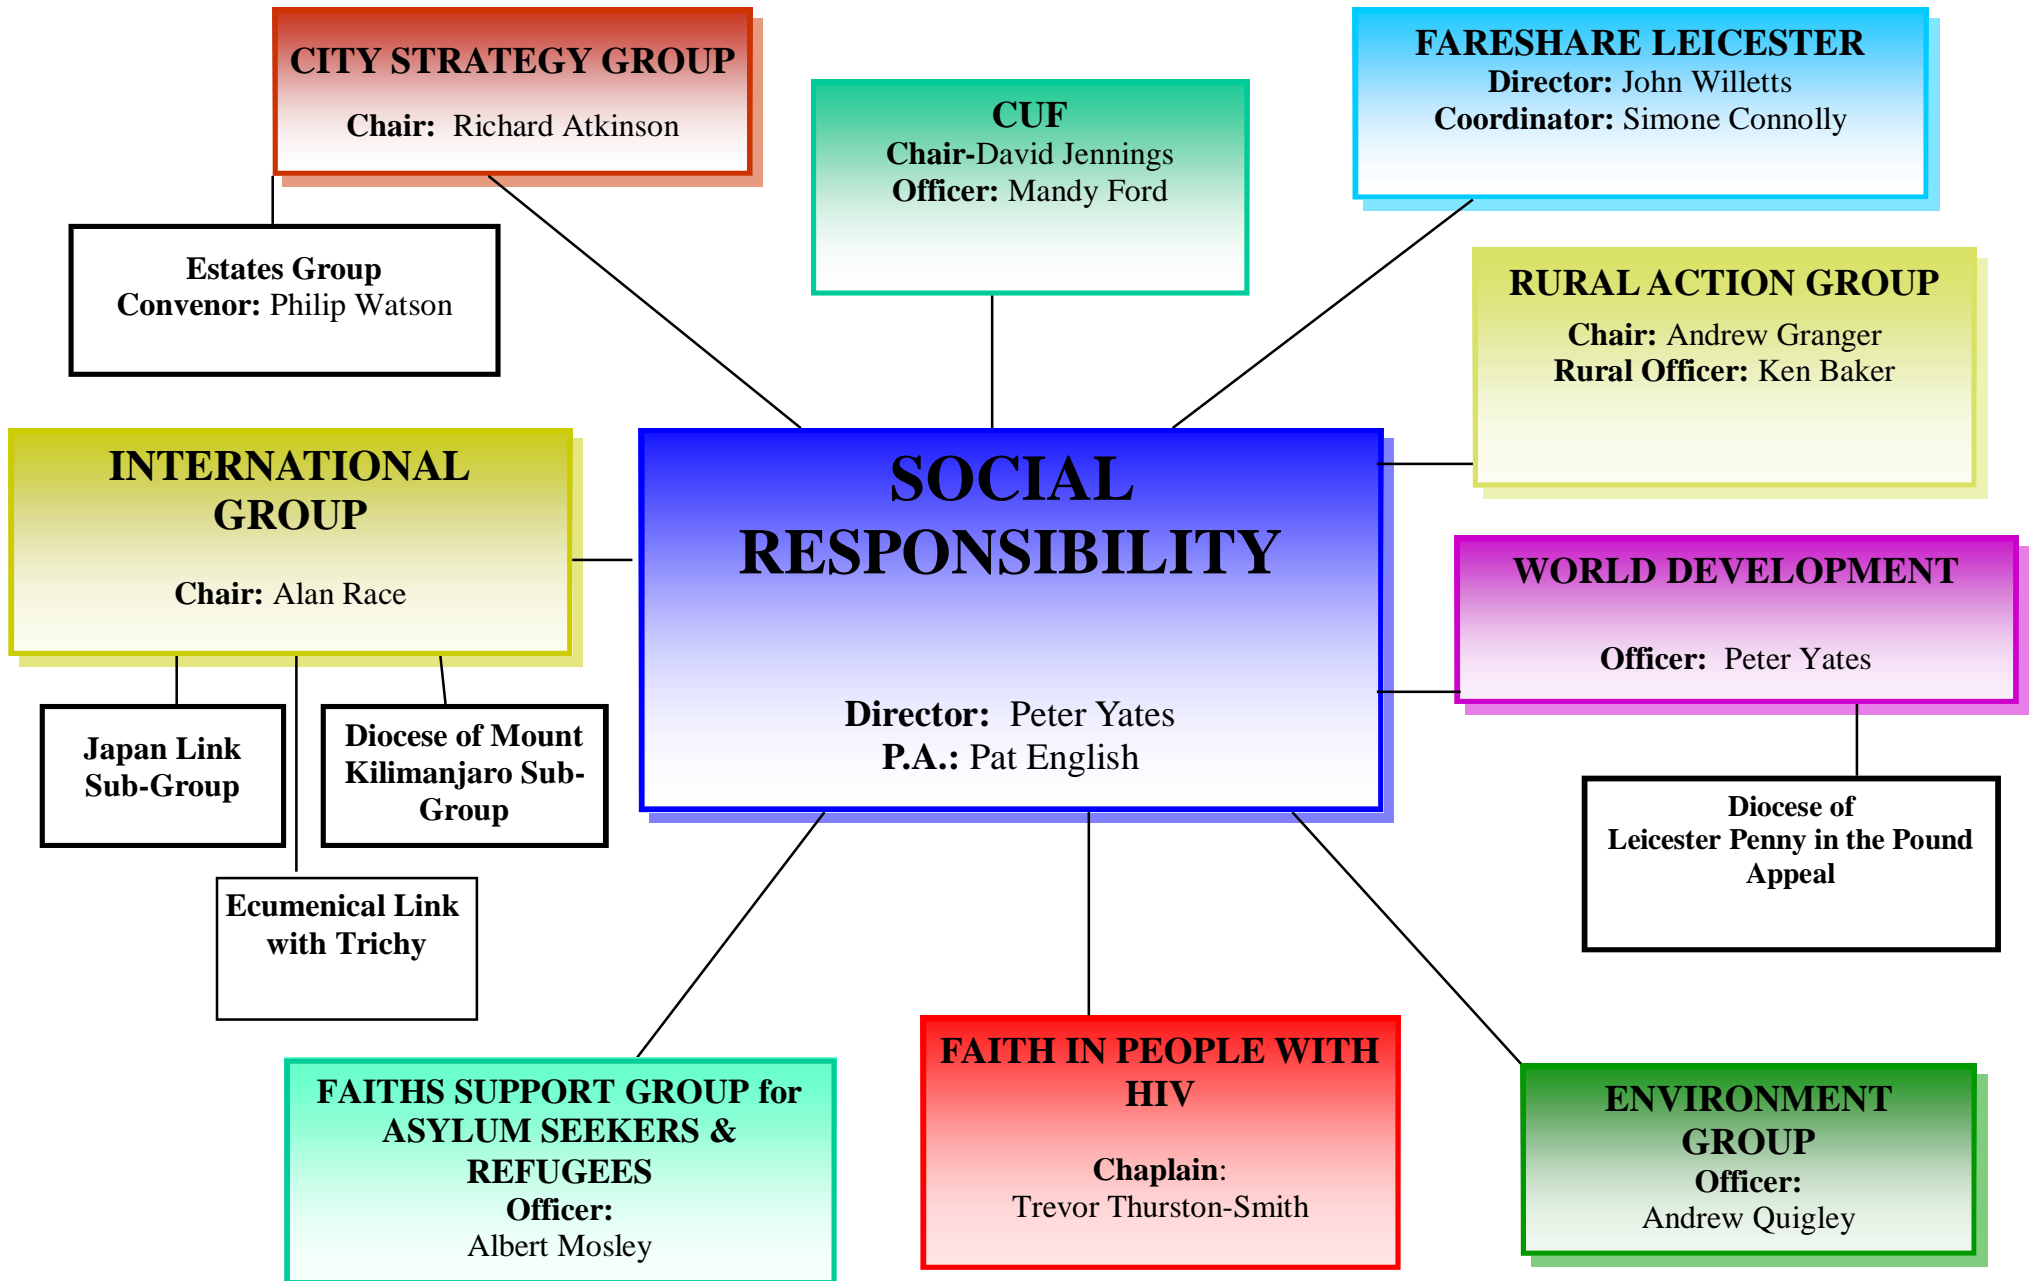 CITY STRATEGY GROUP
Chair: Richard Atkinson
CUF
Chair-David Jennings
Officer: Mandy Ford
FARESHARE LEICESTER
Director: John Willetts
Coordinator: Simone Connolly
Estates Group
Convenor: Philip Watson
RURAL ACTION GROUP
Chair: Andrew Granger
Rural Officer: Ken Baker
INTERNATIONAL
GROUP
Chair: Alan Race
SOCIAL
RESPONSIBILITY
Director: Peter Yates
P.A.: Pat English
WORLD DEVELOPMENT
Officer: Peter Yates
Japan Link
Sub-Group
Diocese of Mount
Kilimanjaro Sub-
Group
Diocese of
Leicester Penny in the Pound
Appeal
Ecumenical Link
with Trichy
FAITHS SUPPORT GROUP for
ASYLUM SEEKERS &
REFUGEES
Officer:
Albert Mosley
FAITH IN PEOPLE WITH
HIV
Chaplain:
Trevor Thurston-Smith
ENVIRONMENT
GROUP
Officer:
Andrew Quigley